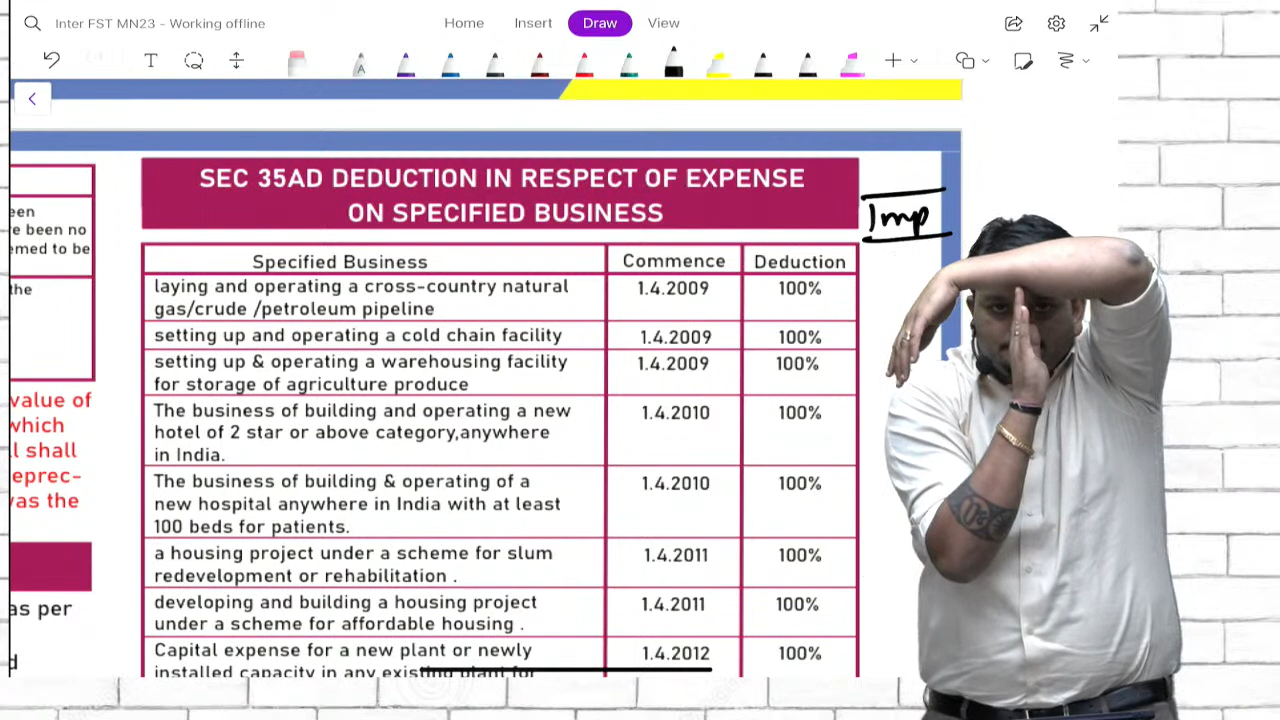 Inter FST MN23 - Working offline
Home
Insert
Draw
View
T
A
een
e been no
emed to be
the
value of
which
l shall
eprec-
was the
as per
d
SEC 35AD DEDUCTION IN RESPECT OF EXPENSE
ON SPECIFIED BUSINESS
Imp
Specified Business
Commence
Deduction
laying and operating a cross-country natural
gas/crude /petroleum pipeline
1.4.2009
100%
setting up and operating a cold chain facility
1.4.2009
100%
setting up & operating a warehousing facility
for storage of agriculture produce
1.4.2009
100%
The business of building and operating a new
hotel of 2 star or above category,anywhere
in India.
1.4.2010
100%
The business of building & operating of a
new hospital anywhere in India with at least
100 beds for patients.
1.4.2010
100%
a housing project under a scheme for slum
redevelopment or rehabilitation .
1.4.2011
100%
developing and building a housing project
under a scheme for affordable housing .
1.4.2011
100%
Capital expense for a new plant or newly
installed capacity in any existing plant for
1.4.2012
100%